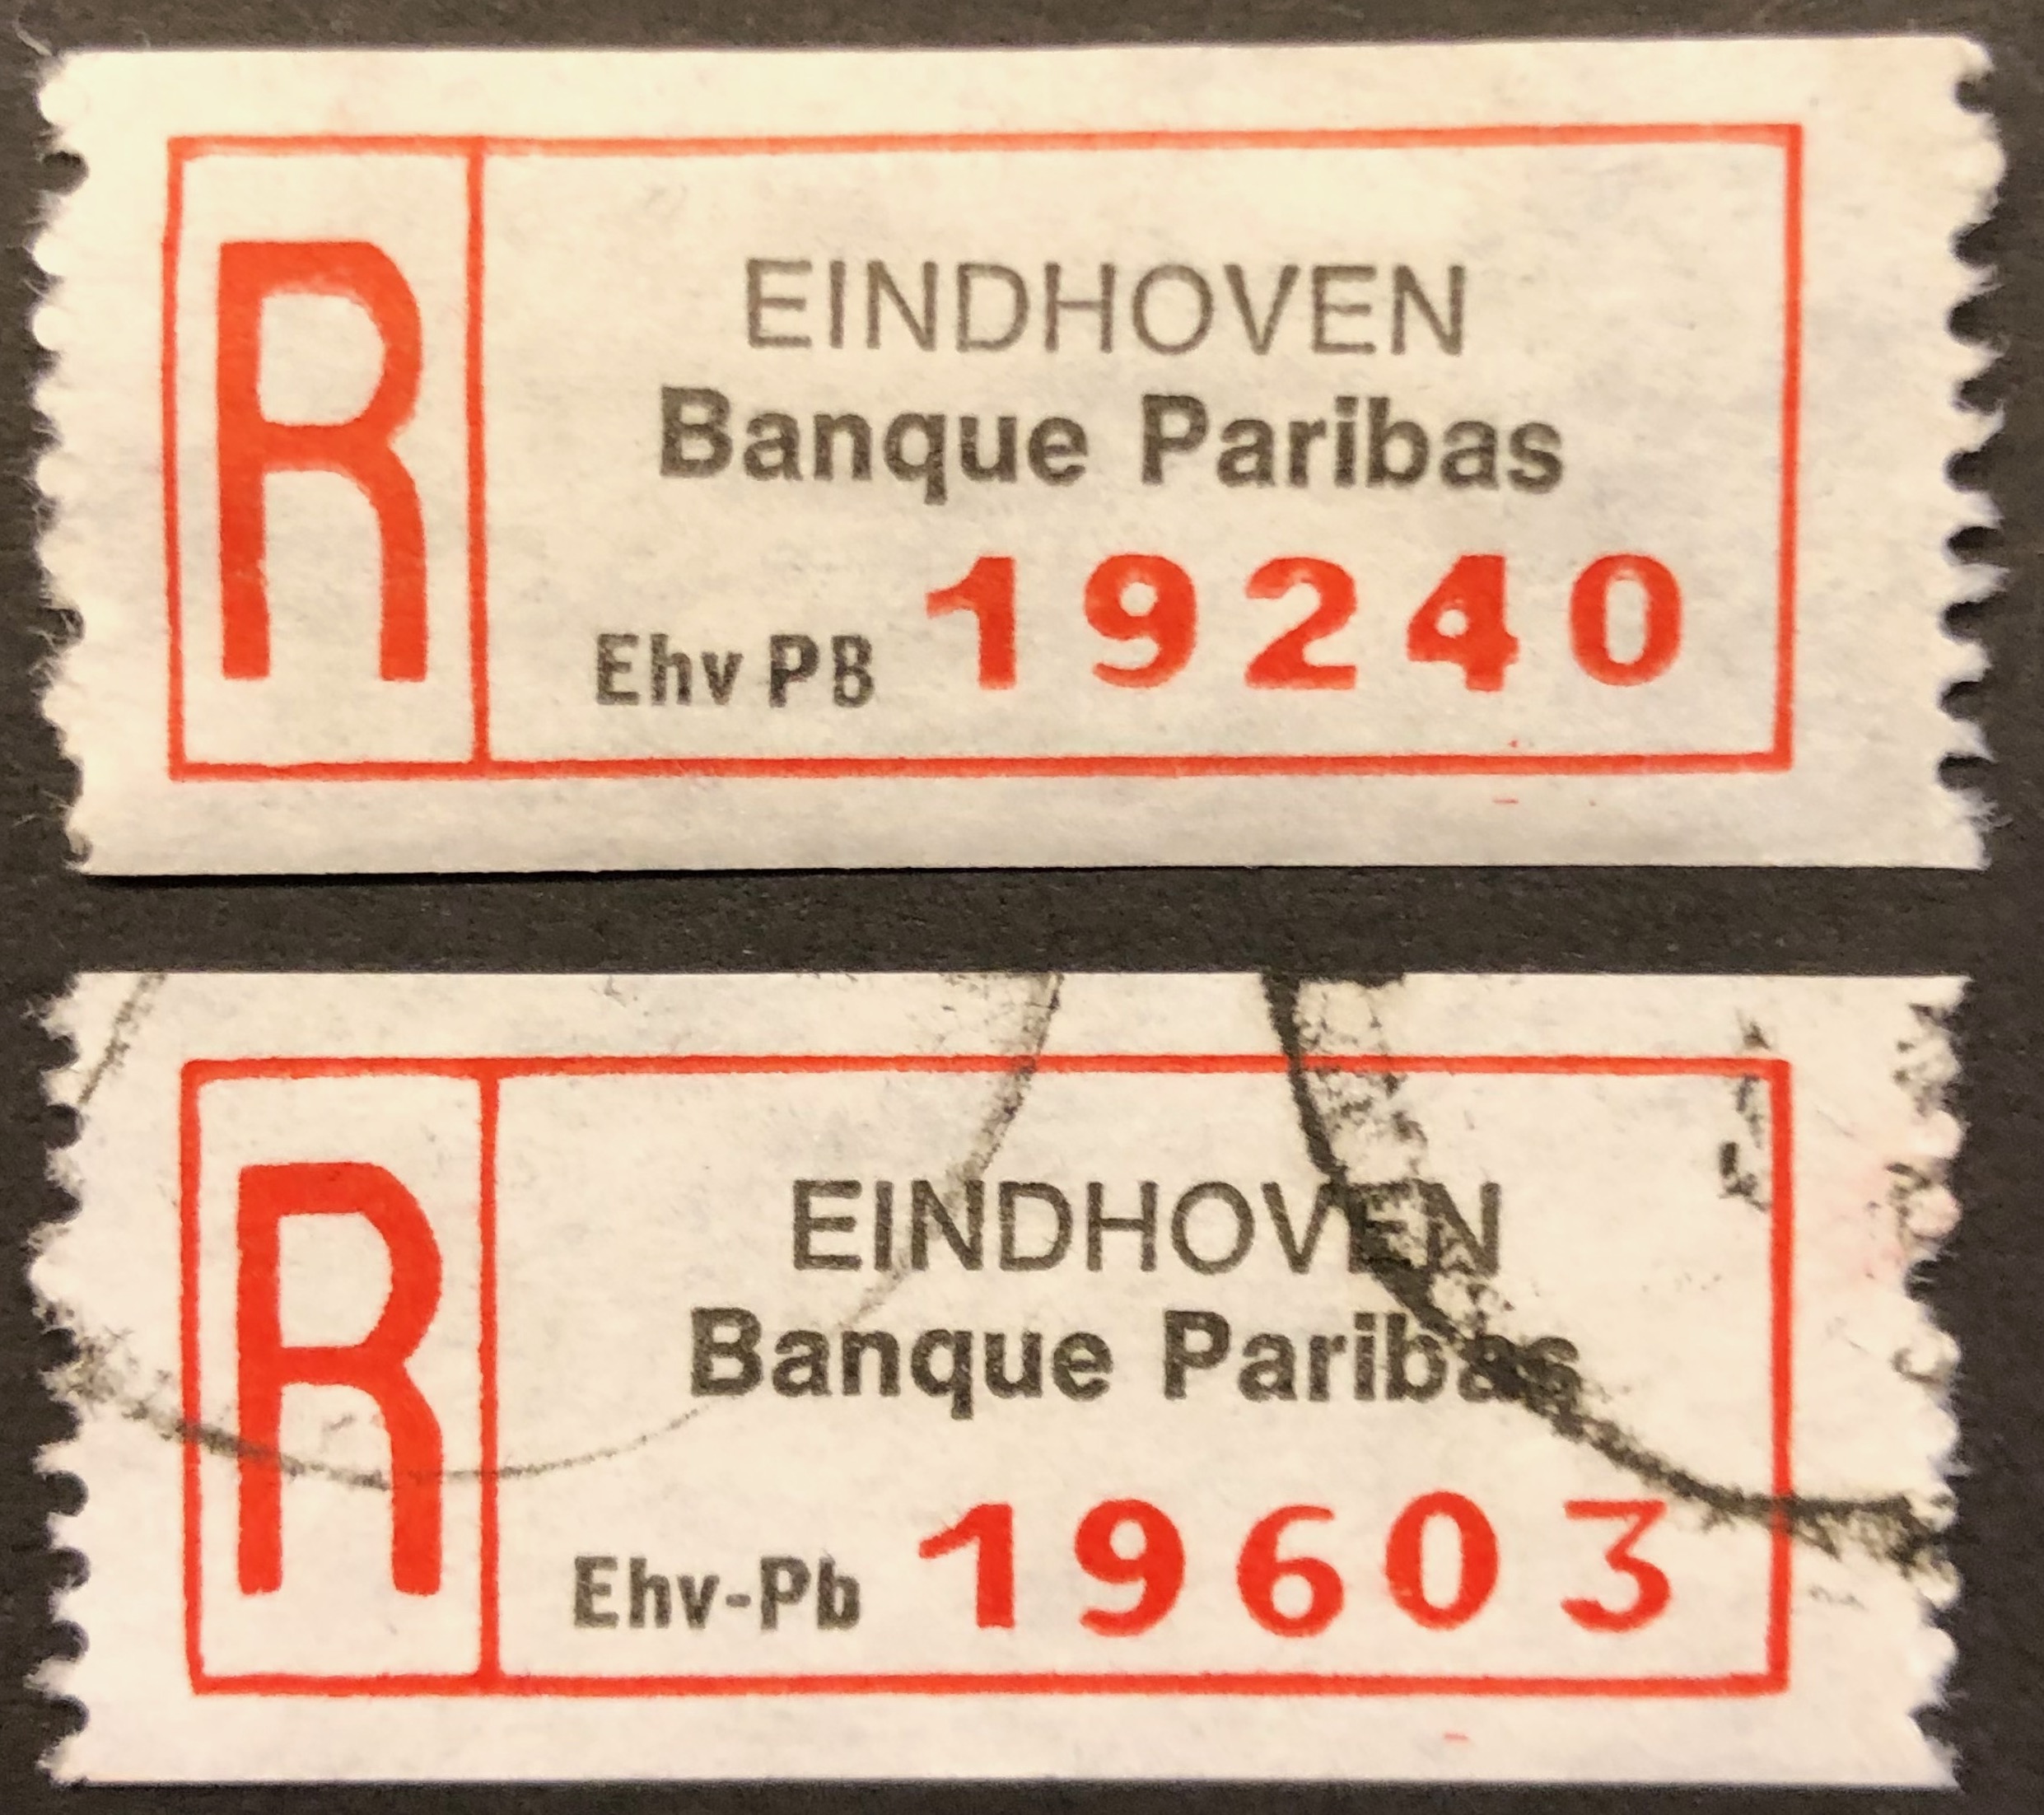 R
EINDHOVEN
Banque Paribas
Ehv PB 19240
R
EINDHOVEN
Banque Paribas
Ehv-Pb 19603